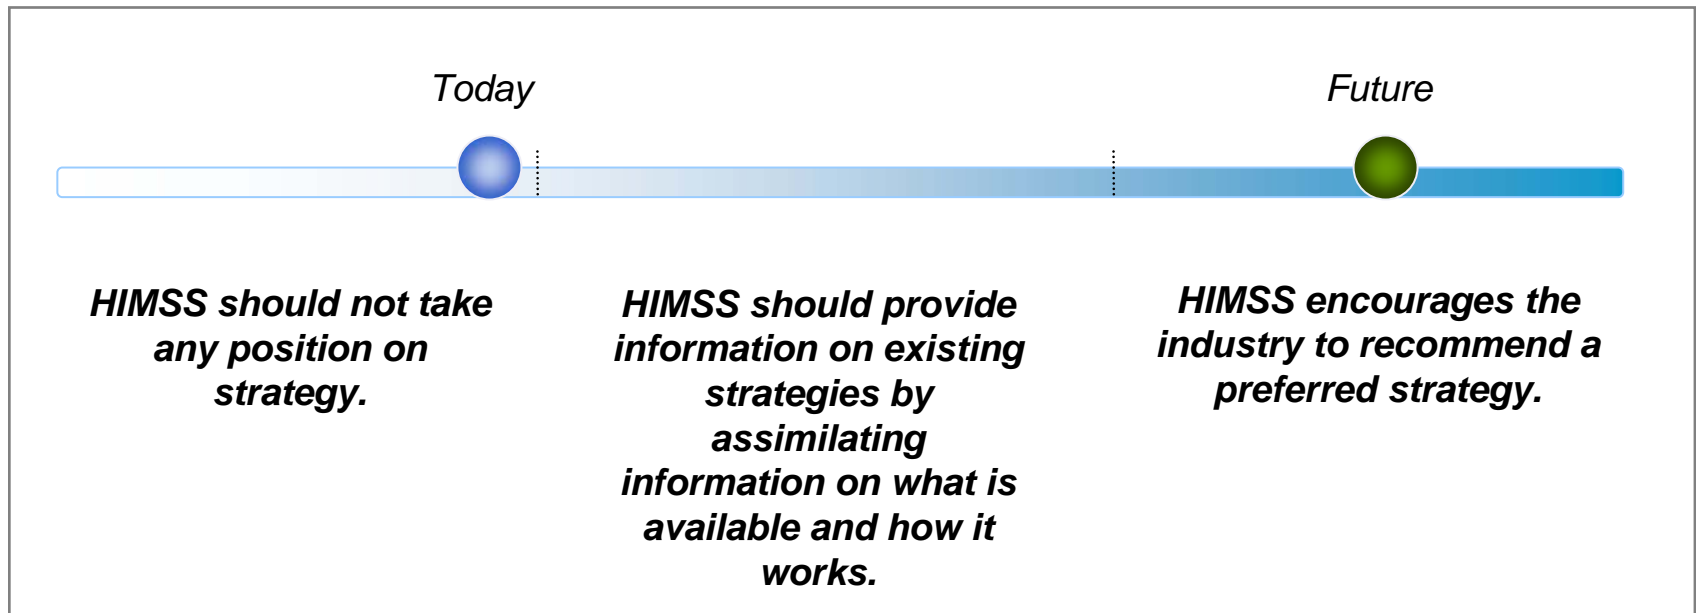 Today
Future
HIMSS should not take
any position on
strategy.
HIMSS should provide
information on existing
strategies by
assimilating
information on what is
available and how it
works.
HIMSS encourages the
industry to recommend a
preferred strategy.